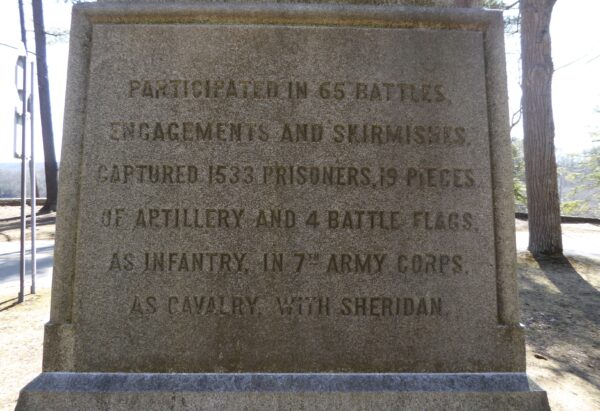 PARTICIPATED IN 65 BATTLES,
ENGAGEMENTS AND SKIRMISHES.
CAPTURED 1533 PRISONERS, 19 PIECES
OF ARTILLERY AND 4 BATTLE FLAGS.
AS INFANTRY, IN 7TH ARMY CORPS.
AS CAVALRY, WITH SHERIDAN.